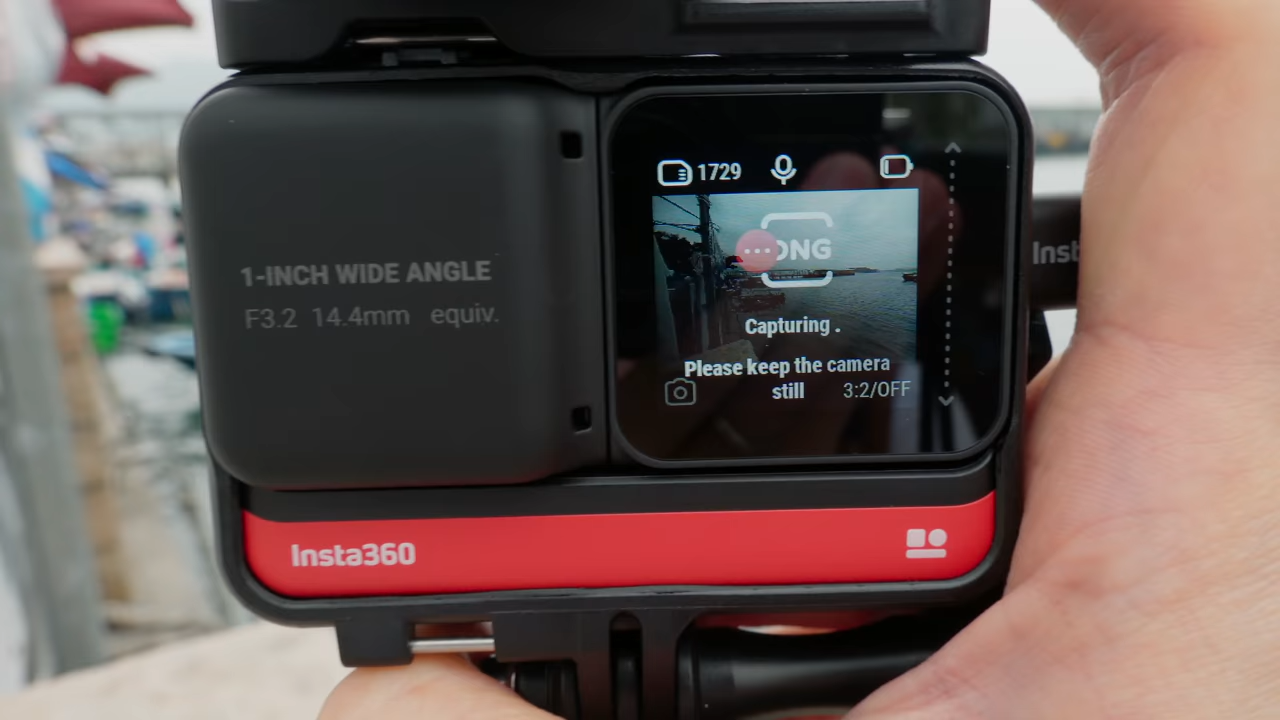 1-INCH WIDE ANGLE
F3.2 14.4mm equiv.
1729
DNG
Capturing .
Please keep the camera
still
3:2/OFF
Insta360
Inst